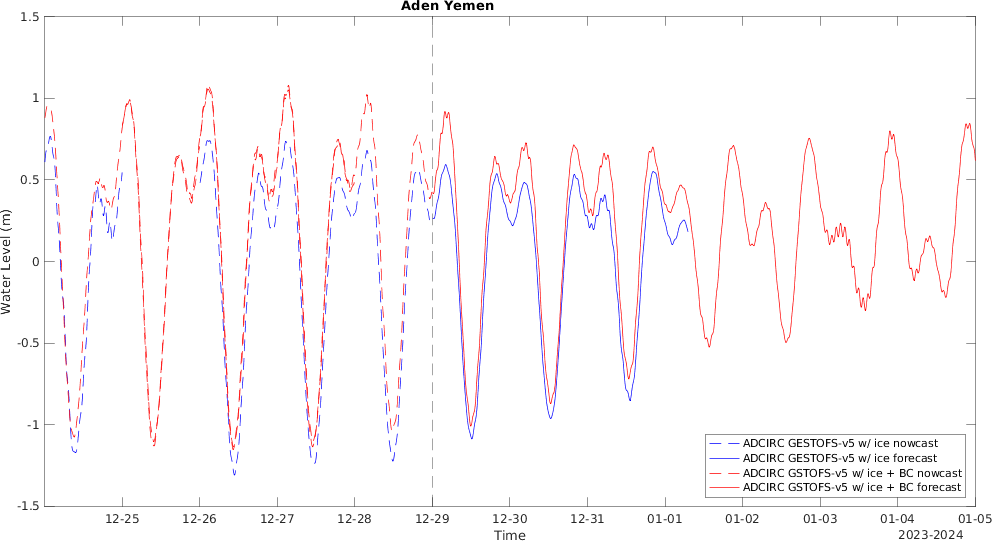 Aden Yemen
1.5
1
0.5
0
-0.5
-1
-1.5
Water Level (m)
ADCIRC GESTOFS-v5 w/ ice nowcast
ADCIRC GESTOFS-v5 w/ ice forecast
ADCIRC GSTOFS-v5 w/ ice + BC nowcast
ADCIRC GSTOFS-v5 w/ ice + BC forecast
12-25 12-26 12-27 12-28 12-29 12-30 12-31 01-01 01-02 01-03 01-04 01-05
Time
2023-2024